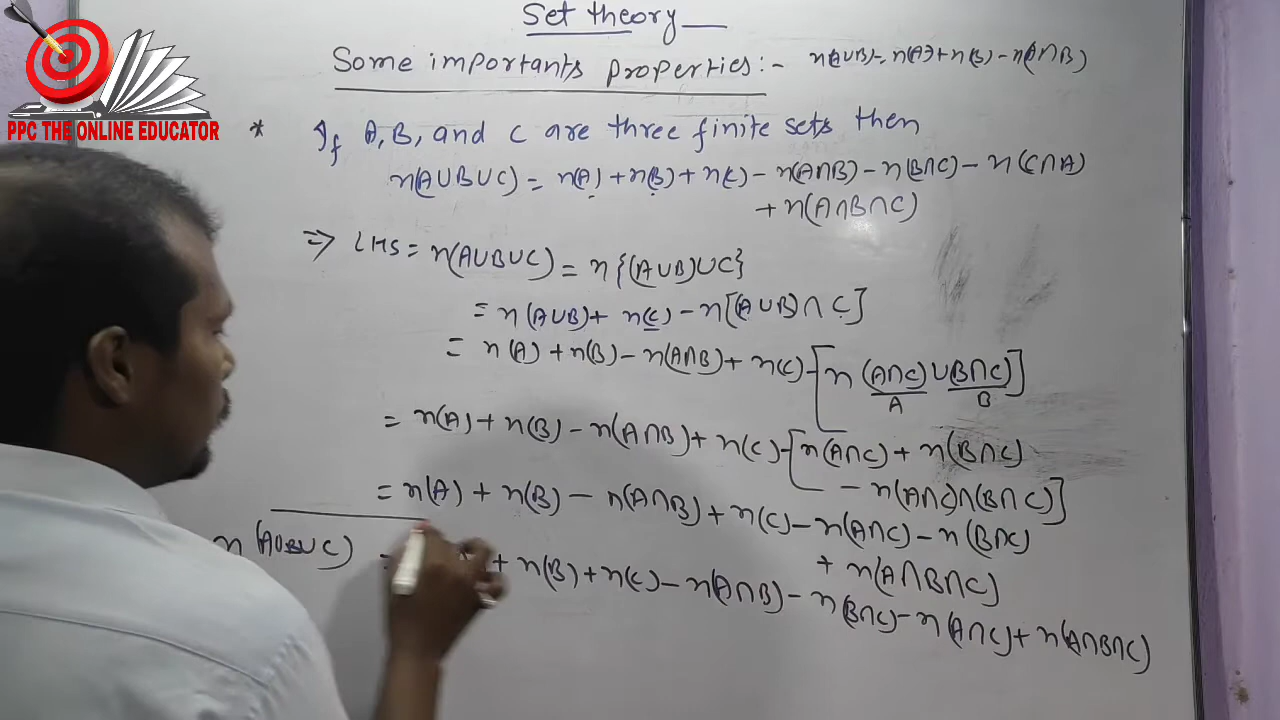 Set theory
PPC THE ONLINE EDUCATOR
Some importants properties:- n(A∪B)= n(A)+n(B)-n(A∩B)
* If A, B, and C are three finite sets then
n(A∪B∪C) = n(A)+n(B)+n(C)-n(A∩B)-n(B∩C)-n(C∩A)
+n(A∩B∩C)
⇒ LHS = n(A∪B∪C) = n{(A∪B)∪C}
= n(A∪B)+ n(C) - n[(A∪B)∩C]
= n(A)+n(B)-n(A∩B)+n(C)-[n(A∩C)∪(B∩C)]
A B
= n(A)+n(B)-n(A∩B)+n(C)-[n(A∩C)+n(B∩C)
-n(A∩C)∩(B∩C)]
= n(A)+n(B)-n(A∩B)+n(C)-n(A∩C)-n(B∩C)
+n(A∩B∩C)
n(A∪B∪C) = +n(B)+n(C)-n(A∩B)-n(B∩C)-n(A∩C)+n(A∩B∩C)